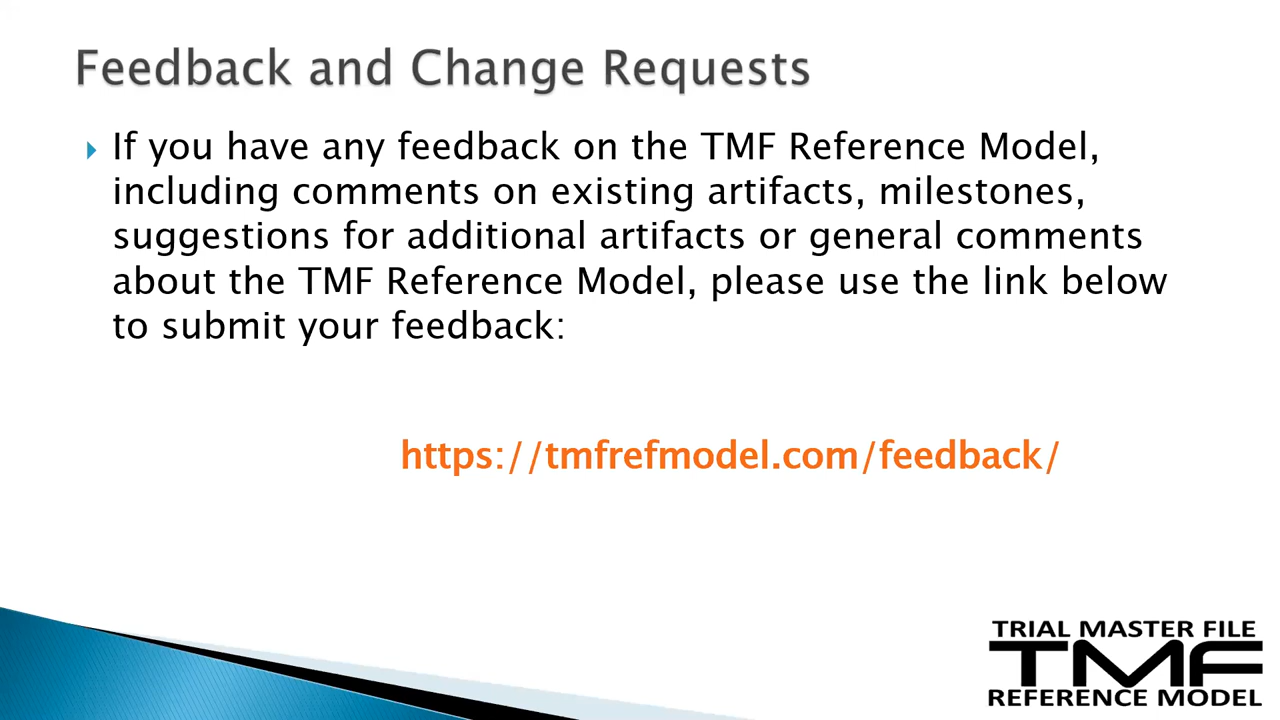 Feedback and Change Requests
If you have any feedback on the TMF Reference Model,
including comments on existing artifacts, milestones,
suggestions for additional artifacts or general comments
about the TMF Reference Model, please use the link below
to submit your feedback:
https://tmfrefmodel.com/feedback/
TRIAL MASTER FILE
TMF
REFERENCE MODEL